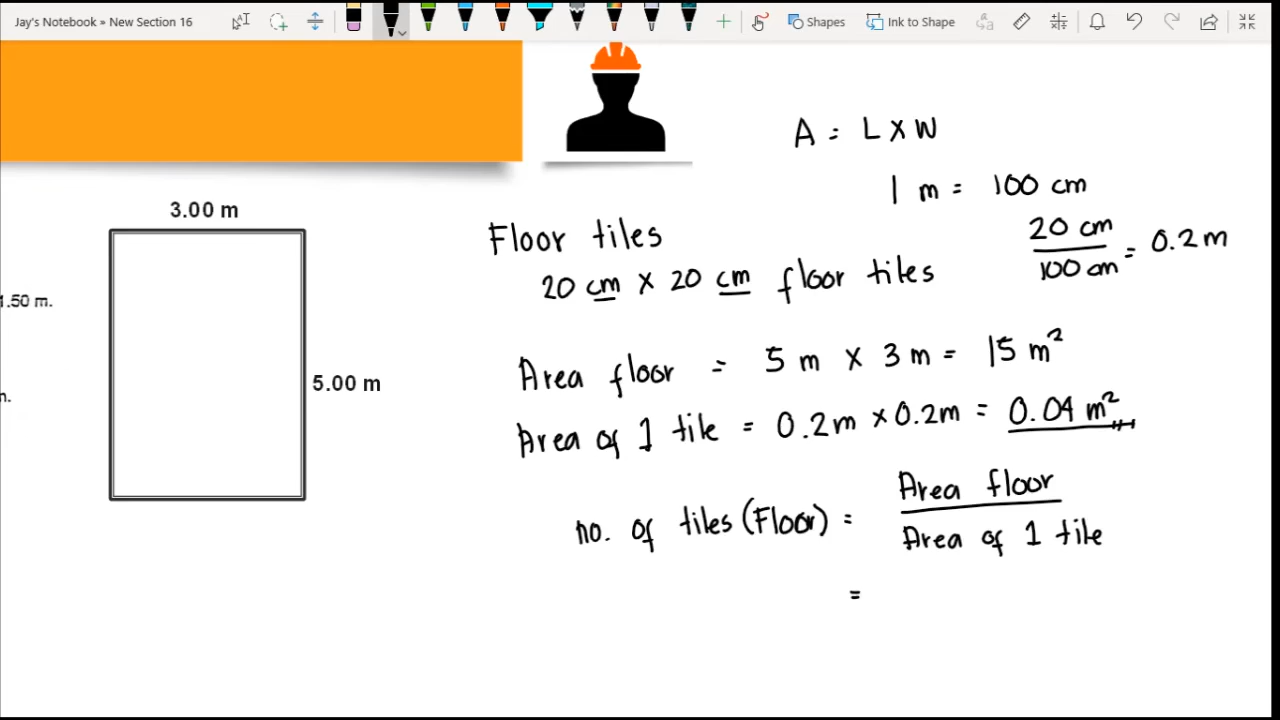 Jay's Notebook » New Section 16
Shapes
Ink to Shape
A = L X W
1 m = 100 cm
3.00 m
20 cm
100 cm
= 0.2 m
Floor tiles
20 cm x 20 cm floor tiles
1.50 m.
Area floor = 5 m x 3 m = 15 m²
5.00 m
m.
Area of 1 tile = 0.2m x 0.2m = 0.04 m²
no. of tiles (Floor) =
Area floor
Area of 1 tile
=